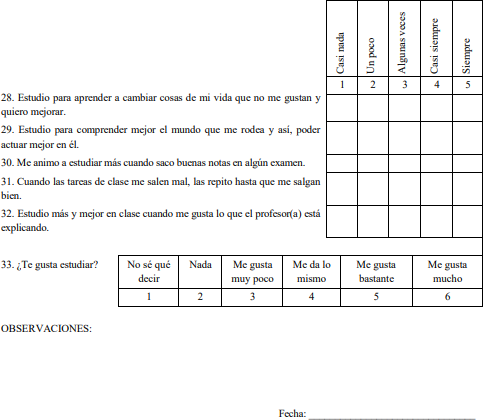 Casi nada
Un poco
Algunas veces
Casi siempre
Siempre
1 2 3 4 5
28. Estudio para aprender a cambiar cosas de mi vida que no me gustan y
quiero mejorar.
29. Estudio para comprender mejor el mundo que me rodea y así, poder
actuar mejor en él.
30. Me animo a estudiar más cuando saco buenas notas en algún examen.
31. Cuando las tareas de clase me salen mal, las repito hasta que me salgan
bien.
32. Estudio más y mejor en clase cuando me gusta lo que el profesor(a) está
explicando.
33. ¿Te gusta estudiar? No sé qué Nada Me gusta Me da lo Me gusta Me gusta
decir muy poco mismo bastante mucho
1 2 3 4 5 6
OBSERVACIONES:
Fecha: ________________________________